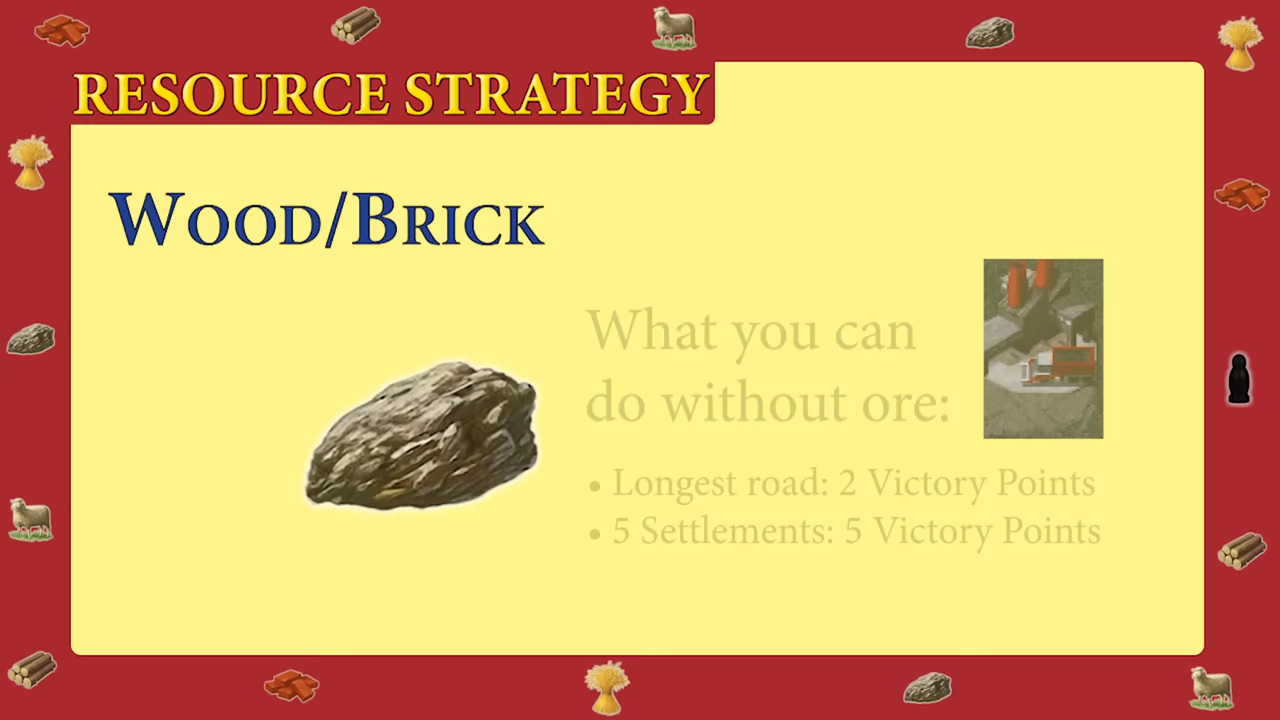 RESOURCE STRATEGY
WOOD/BRICK
What you can
do without ore:
• Longest road: 2 Victory Points
• 5 Settlements: 5 Victory Points